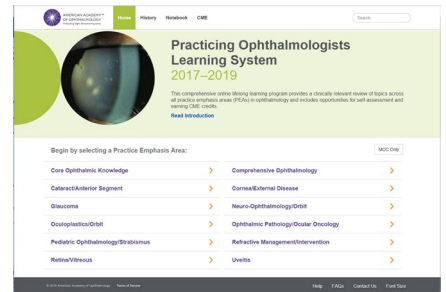 AMERICAN ACADEMY™
OF OPHTHALMOLOGY
Home History Notebook CME
Search
Practicing Ophthalmologists
Learning System
2017–2019
This comprehensive online lifelong learning program provides a clinically relevant review of topics across
all practice emphasis areas (PEAs) in ophthalmology and includes opportunities for self-assessment and
earning CME credits.
Read Introduction
Begin by selecting a Practice Emphasis Area:
MOC Only
Core Ophthalmic Knowledge
Comprehensive Ophthalmology
Cataract/Anterior Segment
Cornea/External Disease
Glaucoma
Neuro-Ophthalmology/Orbit
Oculoplastics/Orbit
Ophthalmic Pathology/Ocular Oncology
Pediatric Ophthalmology/Strabismus
Refractive Management/Intervention
Retina/Vitreous
Uveitis
American Academy of Ophthalmology Terms of Service
Help FAQs Contact Us Font Size